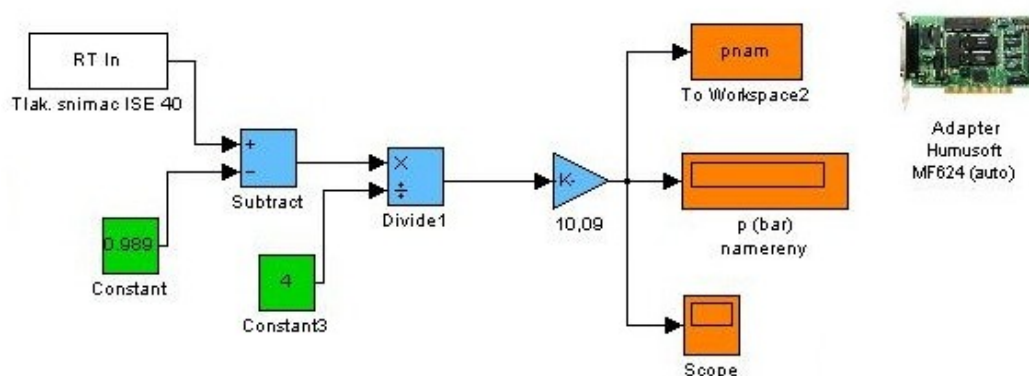 RT In
Tlak. snimac ISE 40
+
−
Subtract
0.989
Constant
×
÷
Divide1
4
Constant3
K-
10,09
pnam
To Workspace2
p (bar)
namereny
Scope
Adapter
Humusoft
MF624 (auto)